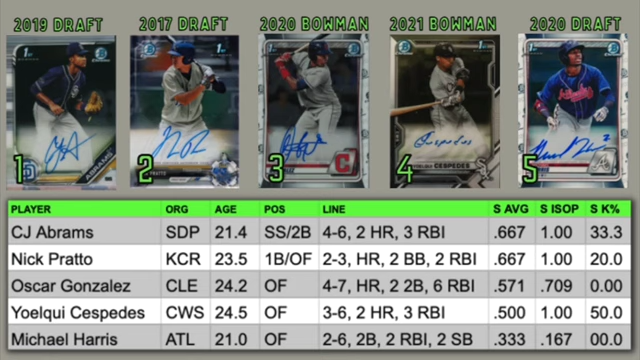 2019 DRAFT 2017 DRAFT 2020 BOWMAN 2021 BOWMAN 2020 DRAFT
1 2 3 4 5
ABRAMS PRATTO C YOELQUI CESPEDES
PLAYER ORG AGE POS LINE S AVG S ISOP S K%
CJ Abrams SDP 21.4 SS/2B 4-6, 2 HR, 3 RBI .667 1.00 33.3
Nick Pratto KCR 23.5 1B/OF 2-3, HR, 2 BB, 2 RBI .667 1.00 20.0
Oscar Gonzalez CLE 24.2 OF 4-7, HR, 2 2B, 6 RBI .571 .709 0.00
Yoelqui Cespedes CWS 24.5 OF 3-6, 2 HR, 3 RBI .500 1.00 50.0
Michael Harris ATL 21.0 OF 2-6, 2B, 2 RBI, 2 SB .333 .167 00.0